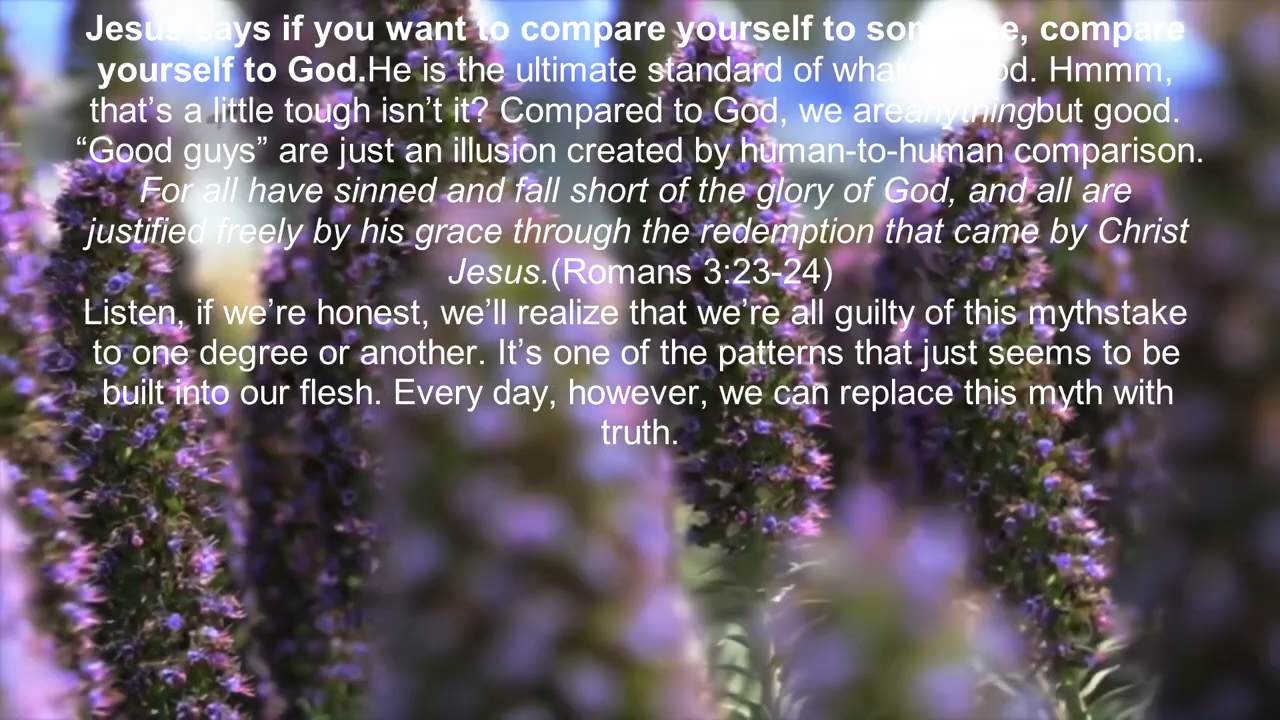 Jesus says if you want to compare yourself to someone, compare
yourself to God.He is the ultimate standard of what is good. Hmmm,
that’s a little tough isn’t it? Compared to God, we areanythingbut good.
“Good guys” are just an illusion created by human-to-human comparison.
For all have sinned and fall short of the glory of God, and all are
justified freely by his grace through the redemption that came by Christ
Jesus.(Romans 3:23-24)
Listen, if we’re honest, we’ll realize that we’re all guilty of this mythstake
to one degree or another. It’s one of the patterns that just seems to be
built into our flesh. Every day, however, we can replace this myth with
truth.